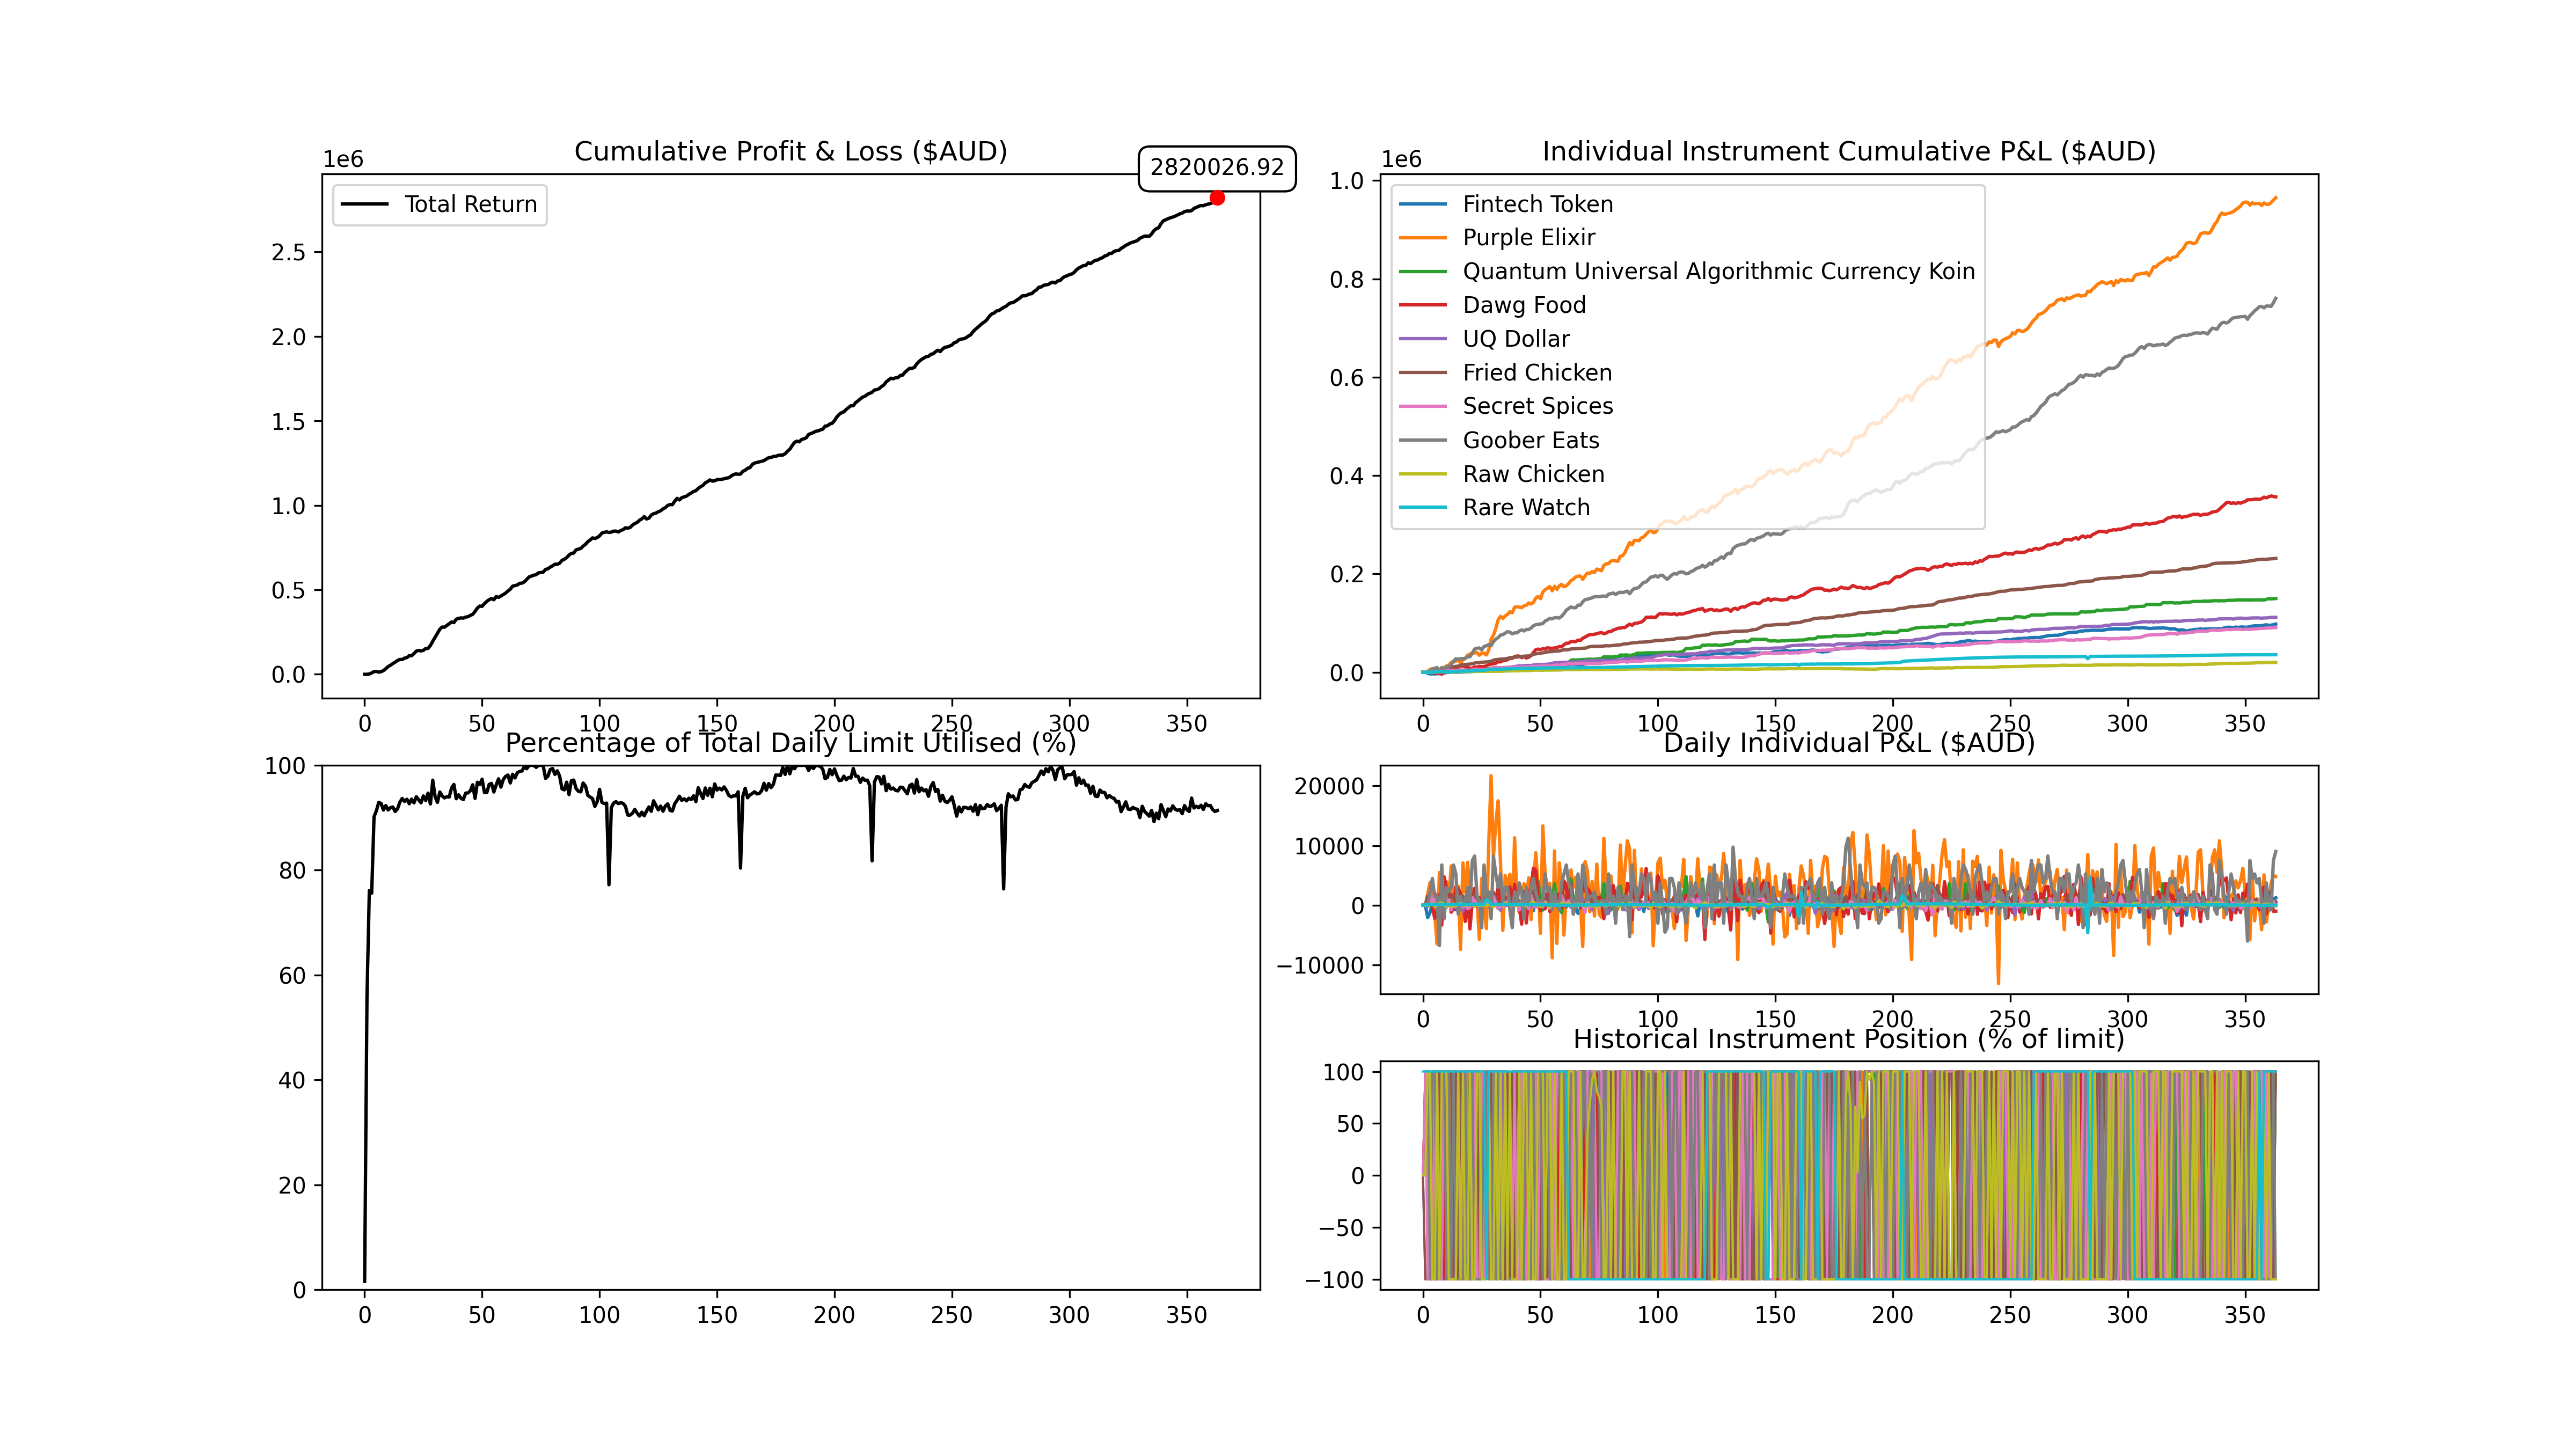 Cumulative Profit & Loss ($AUD)
1e6
2820026.92
Total Return
2.5
2.0
1.5
1.0
0.5
0.0
0 50 100 150 200 250 300 350
Individual Instrument Cumulative P&L ($AUD)
1e6
Fintech Token
Purple Elixir
Quantum Universal Algorithmic Currency Koin
Dawg Food
UQ Dollar
Fried Chicken
Secret Spices
Goober Eats
Raw Chicken
Rare Watch
1.0
0.8
0.6
0.4
0.2
0.0
0 50 100 150 200 250 300 350
Percentage of Total Daily Limit Utilised (%)
100
80
60
40
20
0
0 50 100 150 200 250 300 350
Daily Individual P&L ($AUD)
20000
10000
0
−10000
0 50 100 150 200 250 300 350
Historical Instrument Position (% of limit)
100
50
0
−50
−100
0 50 100 150 200 250 300 350